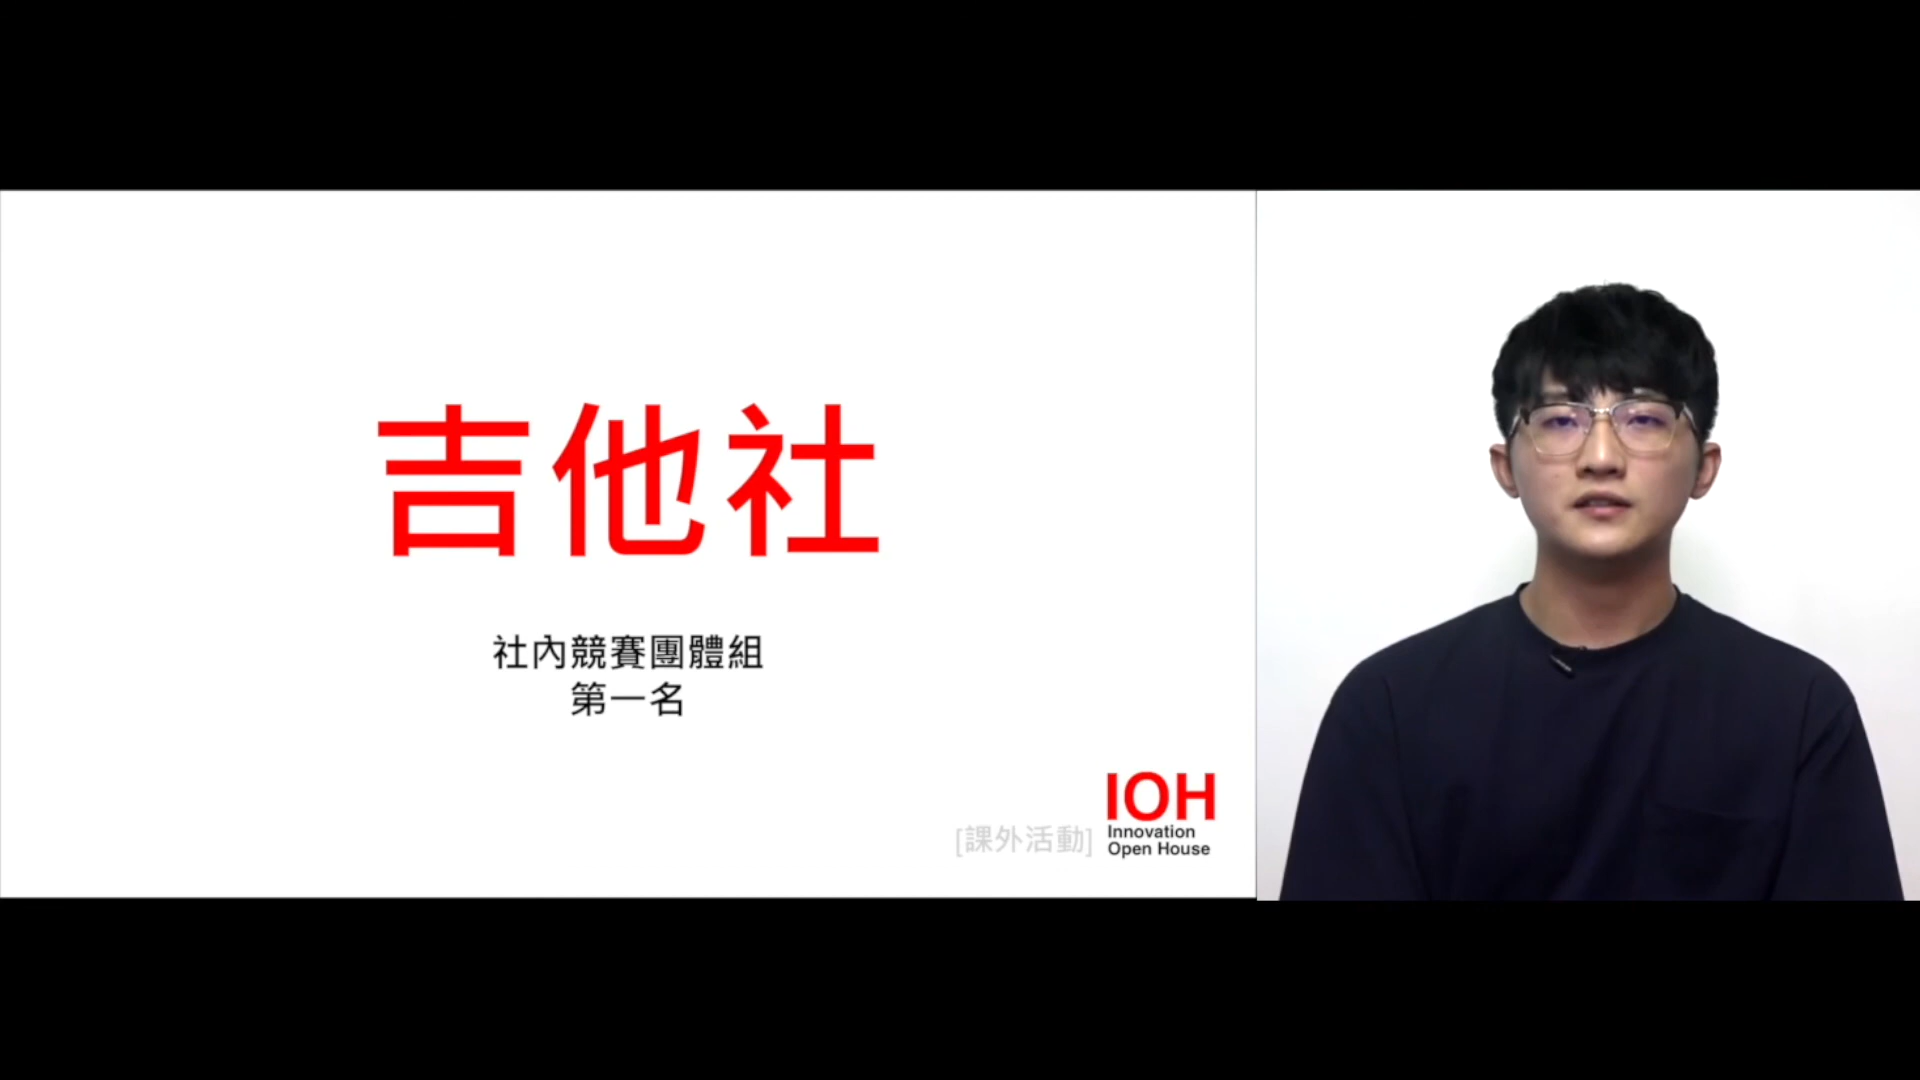 吉他社
社內競賽團體組
第一名
[課外活動]
IOH
Innovation
Open House